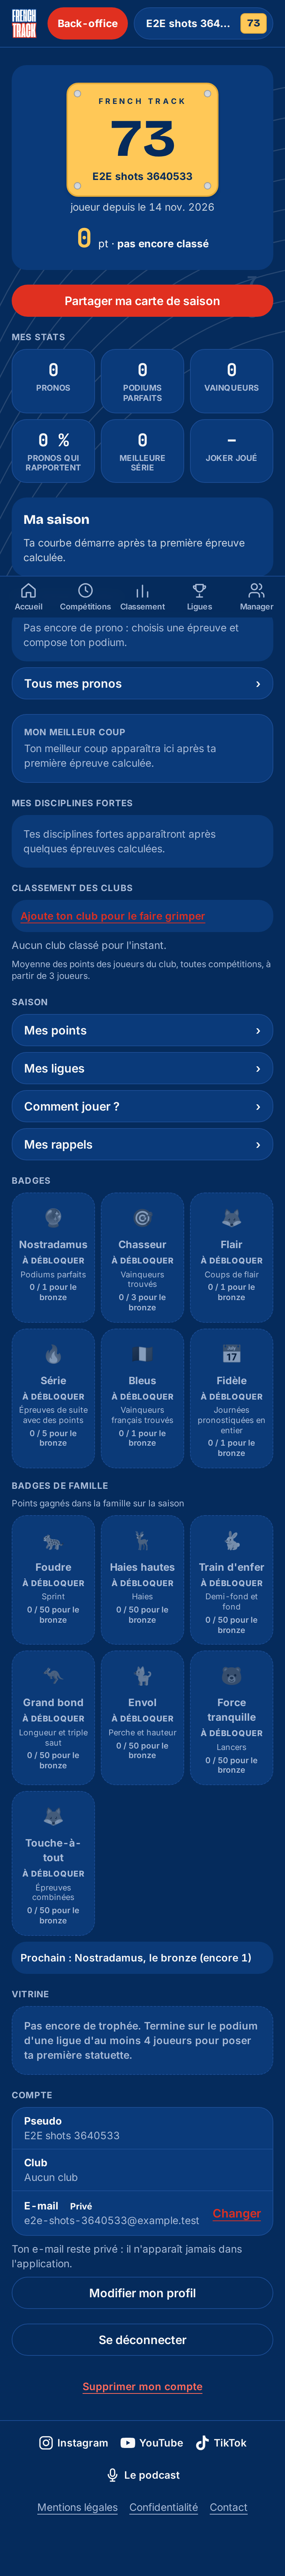 FRENCH
TRACK
Back-office
E2E shots 364...
73
FRENCH TRACK
73
E2E shots 3640533
joueur depuis le 14 nov. 2026
0 pt · pas encore classé
Partager ma carte de saison
MES STATS
0
PRONOS
0
PODIUMS
PARFAITS
0
VAINQUEURS
0 %
PRONOS QUI
RAPPORTENT
0
MEILLEURE
SÉRIE
–
JOKER JOUÉ
Ma saison
Ta courbe démarre après ta première épreuve
calculée.
Accueil
Compétitions
Classement
Ligues
Manager
Pas encore de prono : choisis une épreuve et
compose ton podium.
Tous mes pronos ›
MON MEILLEUR COUP
Ton meilleur coup apparaîtra ici après ta
première épreuve calculée.
MES DISCIPLINES FORTES
Tes disciplines fortes apparaîtront après
quelques épreuves calculées.
CLASSEMENT DES CLUBS
Ajoute ton club pour le faire grimper
Aucun club classé pour l'instant.
Moyenne des points des joueurs du club, toutes compétitions, à
partir de 3 joueurs.
SAISON
Mes points ›
Mes ligues ›
Comment jouer ? ›
Mes rappels ›
BADGES
Nostradamus
À DÉBLOQUER
Podiums parfaits
0 / 1 pour le
bronze
Chasseur
À DÉBLOQUER
Vainqueurs
trouvés
0 / 3 pour le
bronze
Flair
À DÉBLOQUER
Coups de flair
0 / 1 pour le
bronze
Série
À DÉBLOQUER
Épreuves de suite
avec des points
0 / 5 pour le
bronze
Bleus
À DÉBLOQUER
Vainqueurs
français trouvés
0 / 1 pour le
bronze
Fidèle
À DÉBLOQUER
Journées
pronostiquées en
entier
0 / 1 pour le
bronze
BADGES DE FAMILLE
Points gagnés dans la famille sur la saison
Foudre
À DÉBLOQUER
Sprint
0 / 50 pour le
bronze
Haies hautes
À DÉBLOQUER
Haies
0 / 50 pour le
bronze
Train d'enfer
À DÉBLOQUER
Demi-fond et
fond
0 / 50 pour le
bronze
Grand bond
À DÉBLOQUER
Longueur et triple
saut
0 / 50 pour le
bronze
Envol
À DÉBLOQUER
Perche et hauteur
0 / 50 pour le
bronze
Force
tranquille
À DÉBLOQUER
Lancers
0 / 50 pour le
bronze
Touche-à-
tout
À DÉBLOQUER
Épreuves
combinées
0 / 50 pour le
bronze
Prochain : Nostradamus, le bronze (encore 1)
VITRINE
Pas encore de trophée. Termine sur le podium
d'une ligue d'au moins 4 joueurs pour poser
ta première statuette.
COMPTE
Pseudo
E2E shots 3640533
Club
Aucun club
E-mail Privé
e2e-shots-3640533@example.test
Changer
Ton e-mail reste privé : il n'apparaît jamais dans
l'application.
Modifier mon profil
Se déconnecter
Supprimer mon compte
Instagram
YouTube
TikTok
Le podcast
Mentions légales
Confidentialité
Contact